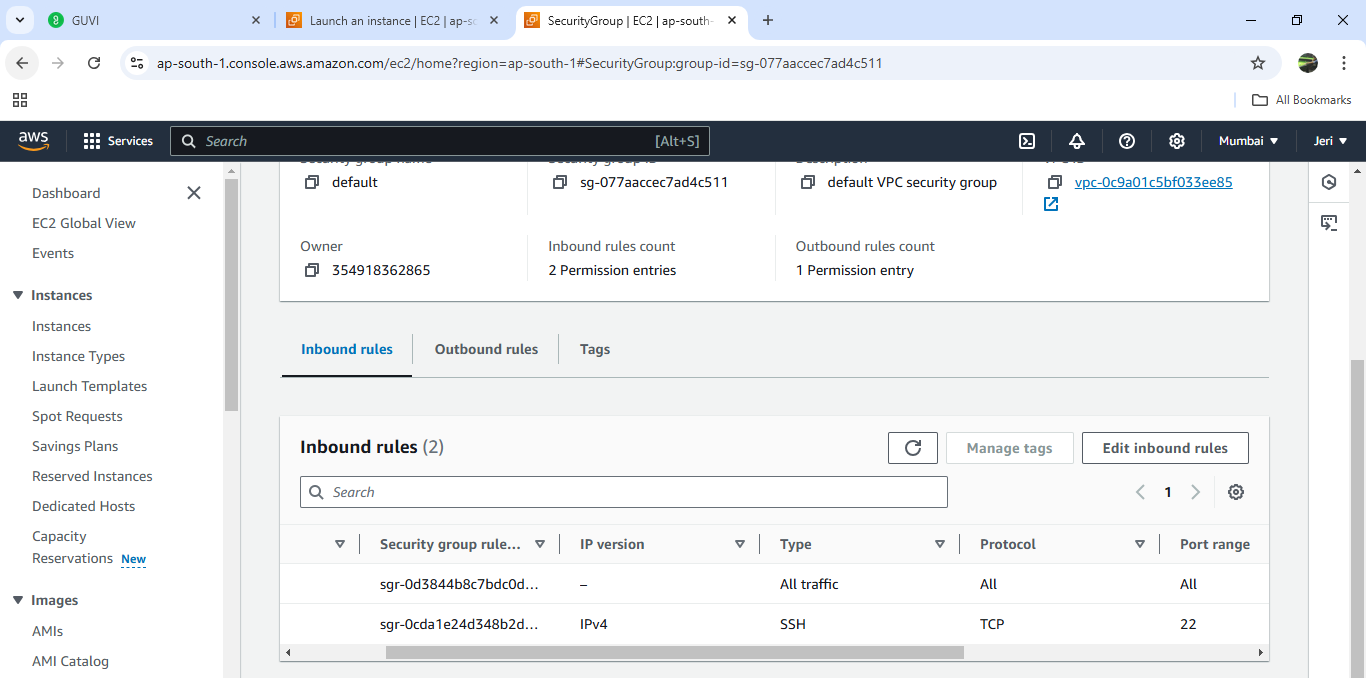 GUVI
Launch an instance | EC2 | ap-sc
SecurityGroup | EC2 | ap-south-
ap-south-1.console.aws.amazon.com/ec2/home?region=ap-south-1#SecurityGroup:group-id=sg-077aaccec7ad4c511
All Bookmarks
aws
Services
Search
[Alt+S]
Mumbai
Jeri
Dashboard
EC2 Global View
Events
Instances
Instances
Instance Types
Launch Templates
Spot Requests
Savings Plans
Reserved Instances
Dedicated Hosts
Capacity
Reservations New
Images
AMIs
AMI Catalog
default
sg-077aaccec7ad4c511
default VPC security group
vpc-0c9a01c5bf033ee85
Owner
354918362865
Inbound rules count
2 Permission entries
Outbound rules count
1 Permission entry
Inbound rules
Outbound rules
Tags
Inbound rules (2)
Manage tags
Edit inbound rules
Search
1
Security group rule... IP version Type Protocol Port range
sgr-0d3844b8c7bdc0d... – All traffic All All
sgr-0cda1e24d348b2d... IPv4 SSH TCP 22